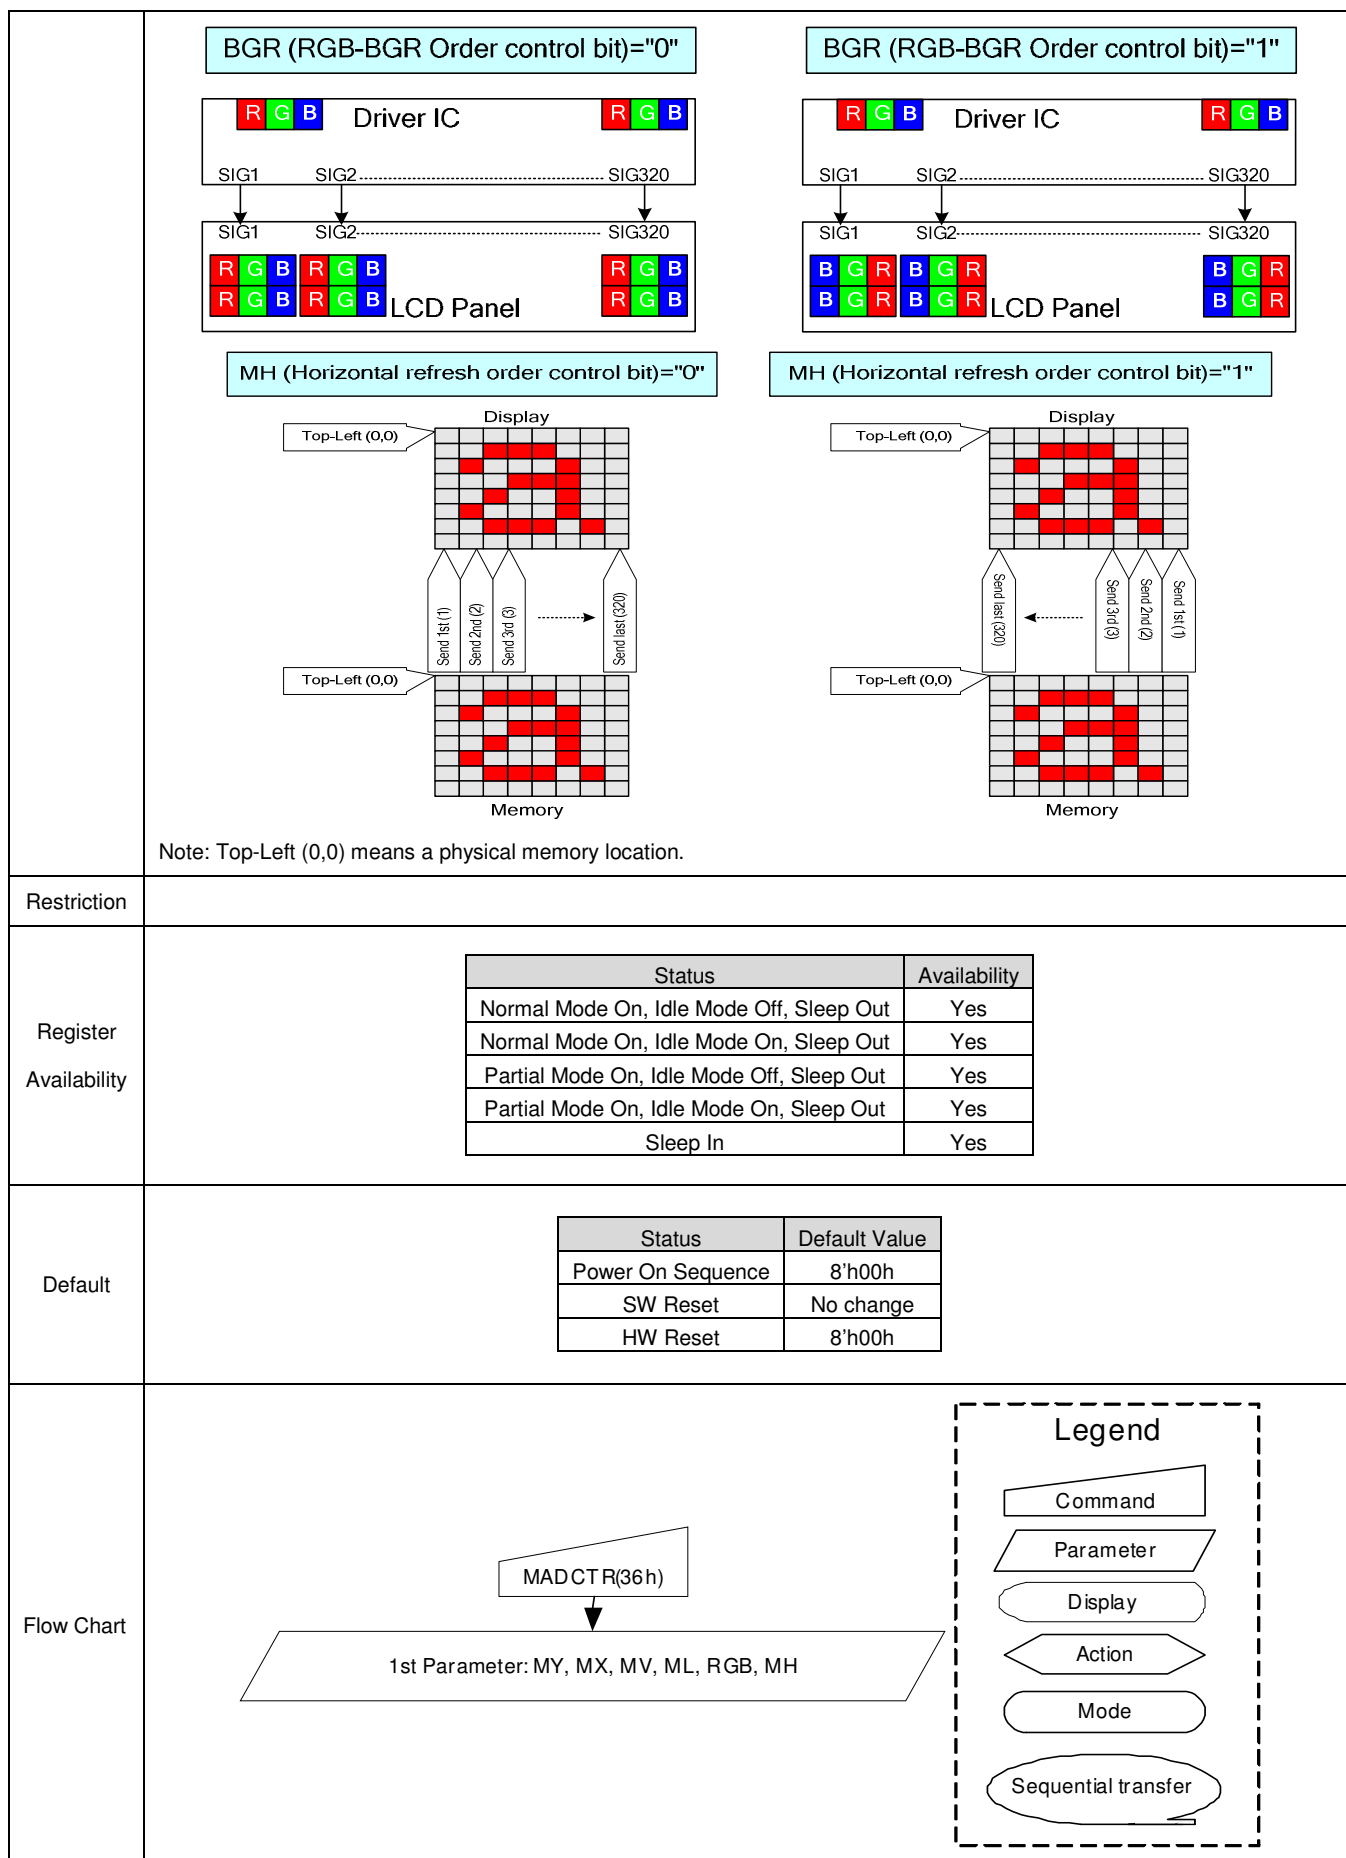 BGR (RGB-BGR Order control bit)="0"
BGR (RGB-BGR Order control bit)="1"
R G B Driver IC R G B
SIG1 SIG2 SIG320
SIG1 SIG2 SIG320
R G B R G B R G B
R G B R G B LCD Panel R G B
R G B Driver IC R G B
SIG1 SIG2 SIG320
SIG1 SIG2 SIG320
B G R B G R B G R
B G R B G R LCD Panel B G R
MH (Horizontal refresh order control bit)="0"
MH (Horizontal refresh order control bit)="1"
Display
Top-Left (0,0)
Send 1st (1)
Send 2nd (2)
Send 3rd (3)
Send last (320)
Top-Left (0,0)
Memory
Display
Top-Left (0,0)
Send last (320)
Send 3rd (3)
Send 2nd (2)
Send 1st (1)
Top-Left (0,0)
Memory
Note: Top-Left (0,0) means a physical memory location.
Restriction
Register
Availability
Status Availability
Normal Mode On, Idle Mode Off, Sleep Out Yes
Normal Mode On, Idle Mode On, Sleep Out Yes
Partial Mode On, Idle Mode Off, Sleep Out Yes
Partial Mode On, Idle Mode On, Sleep Out Yes
Sleep In Yes
Default
Status Default Value
Power On Sequence 8'h00h
SW Reset No change
HW Reset 8'h00h
Flow Chart
MADCTR(36h)
1st Parameter: MY, MX, MV, ML, RGB, MH
Legend
Command
Parameter
Display
Action
Mode
Sequential transfer